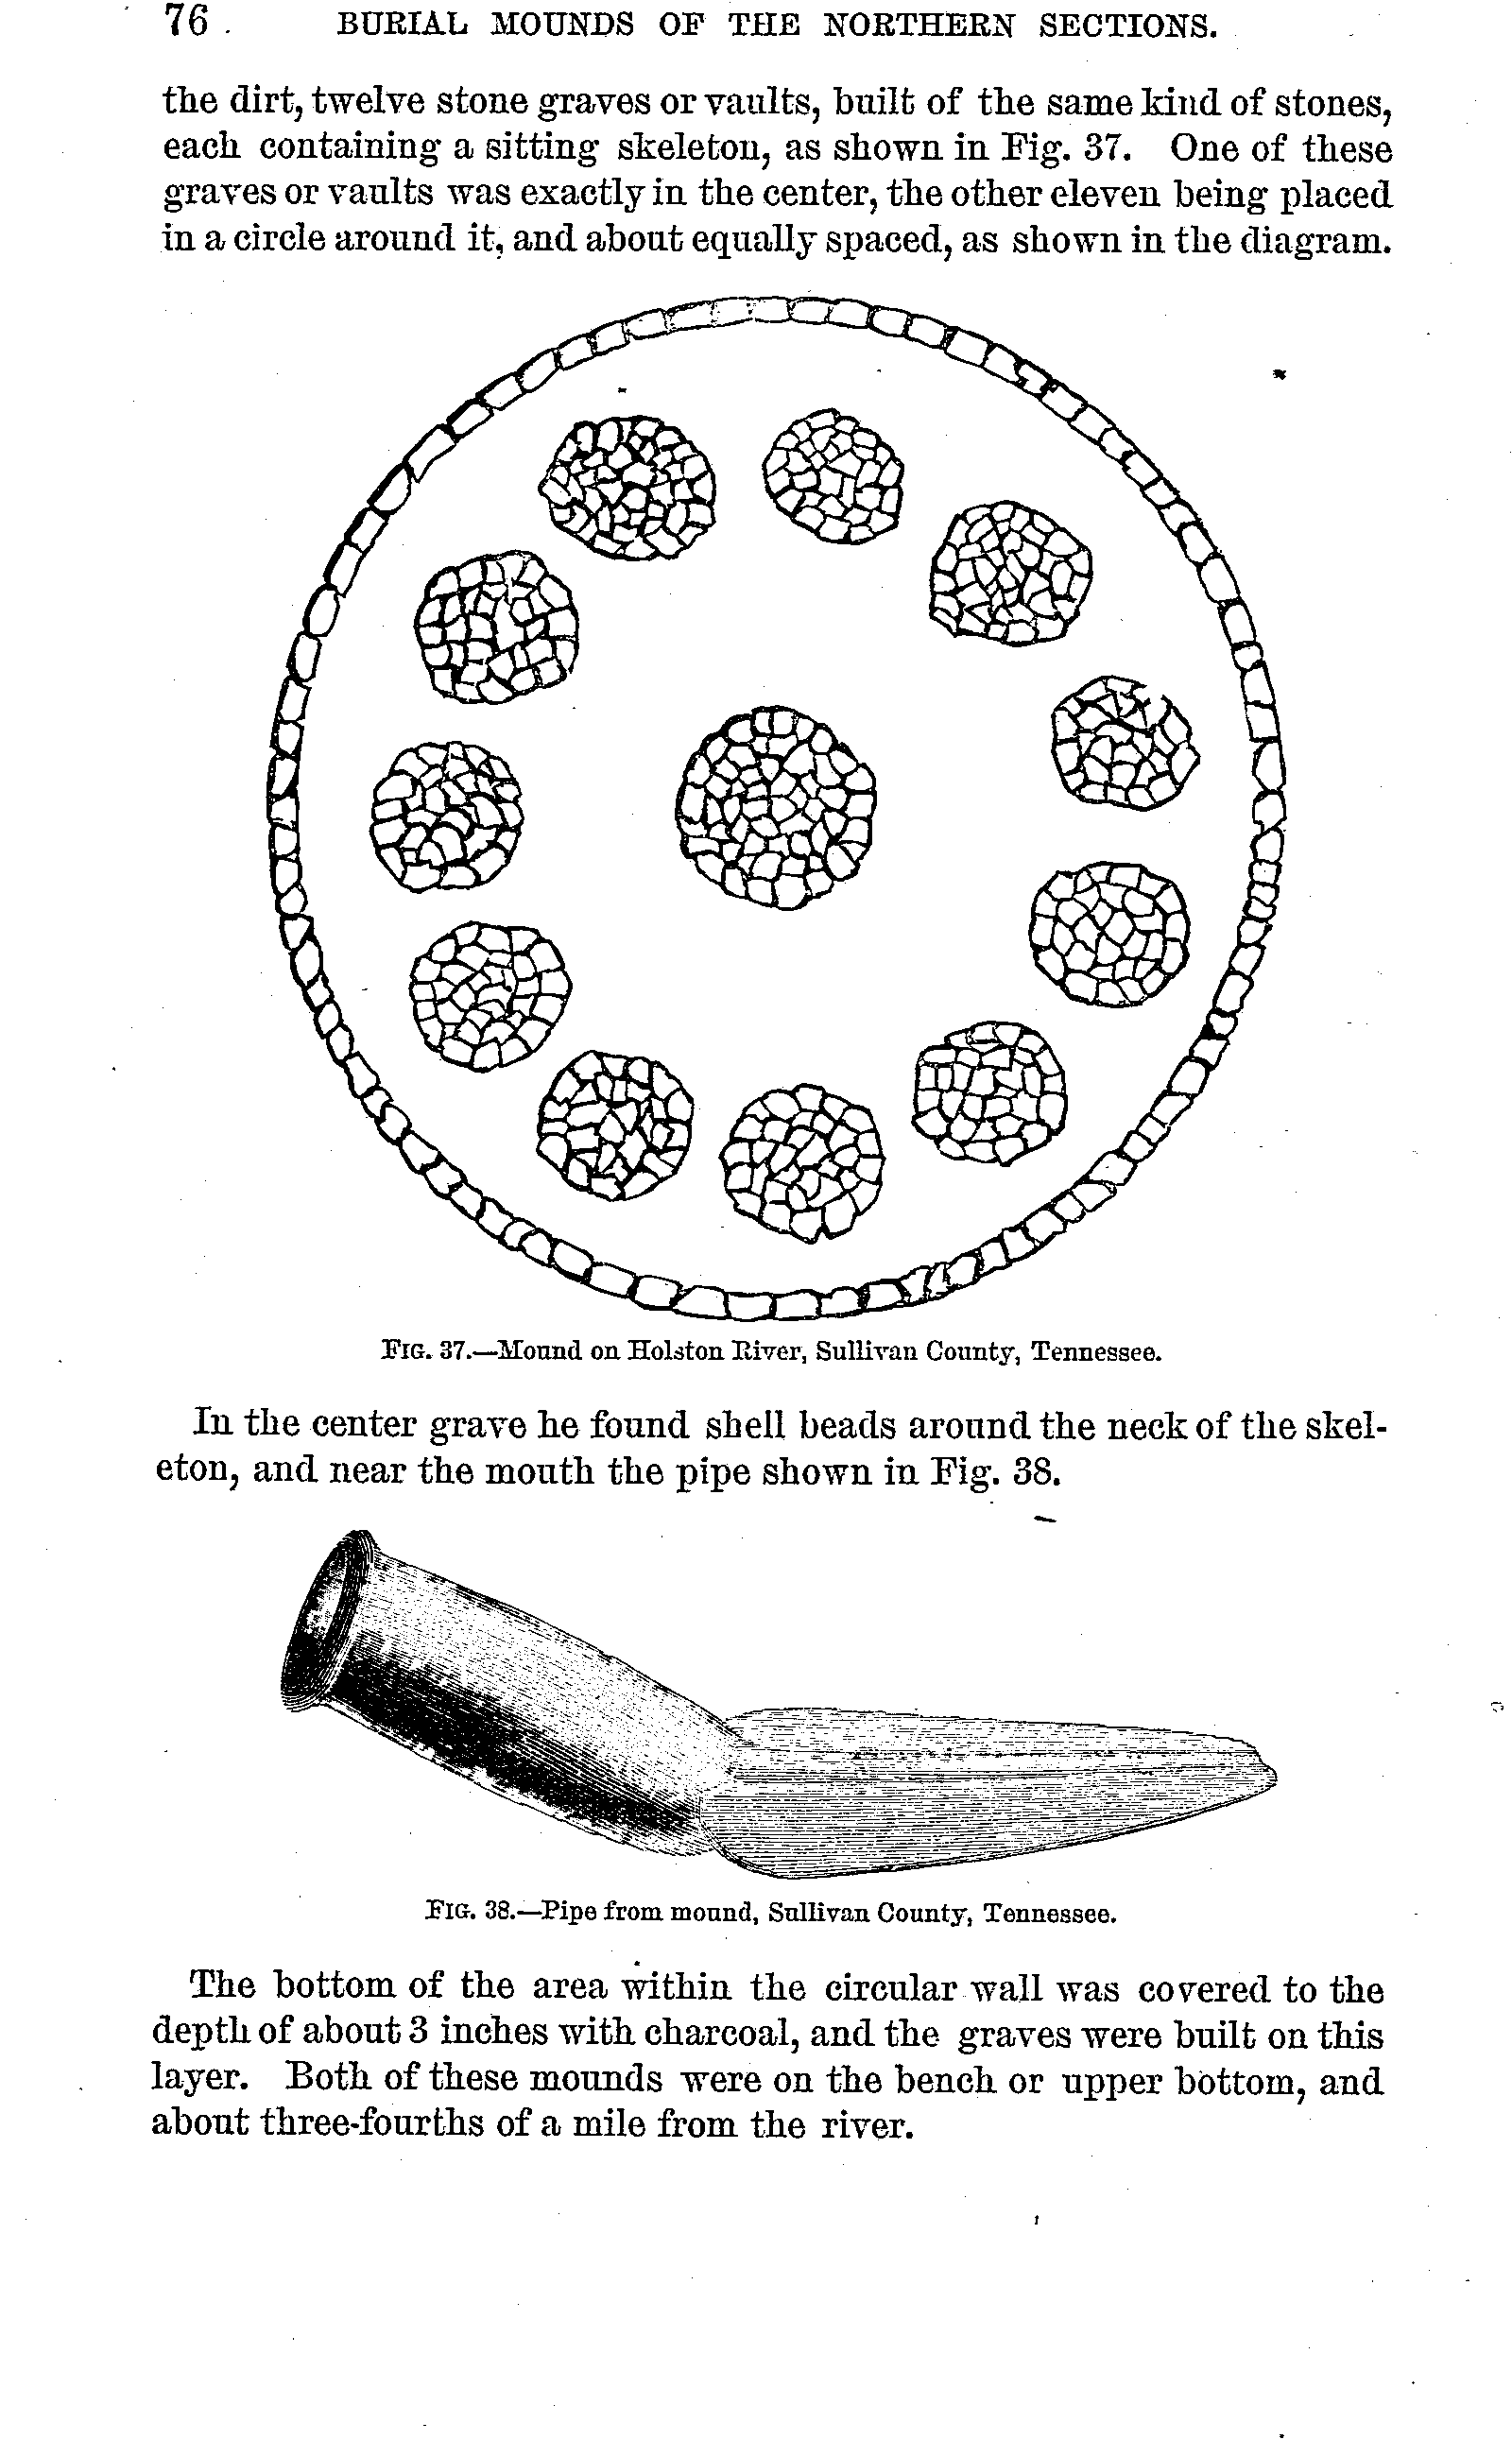 76 . BURIAL MOUNDS OF THE NORTHERN SECTIONS.
the dirt, twelve stone graves or vaults, built of the same kind of stones,
each containing a sitting skeleton, as shown in Fig. 37. One of these
graves or vaults was exactly in the center, the other eleven being placed
in a circle around it, and about equally spaced, as shown in the diagram.
FIG. 37.—Mound on Holston River, Sullivan County, Tennessee.
In the center grave he found shell beads around the neck of the skel-
eton, and near the mouth the pipe shown in Fig. 38.
FIG. 38.—Pipe from mound, Sullivan County, Tennessee.
The bottom of the area within the circular wall was covered to the
depth of about 3 inches with charcoal, and the graves were built on this
layer. Both of these mounds were on the bench or upper bottom, and
about three-fourths of a mile from the river.